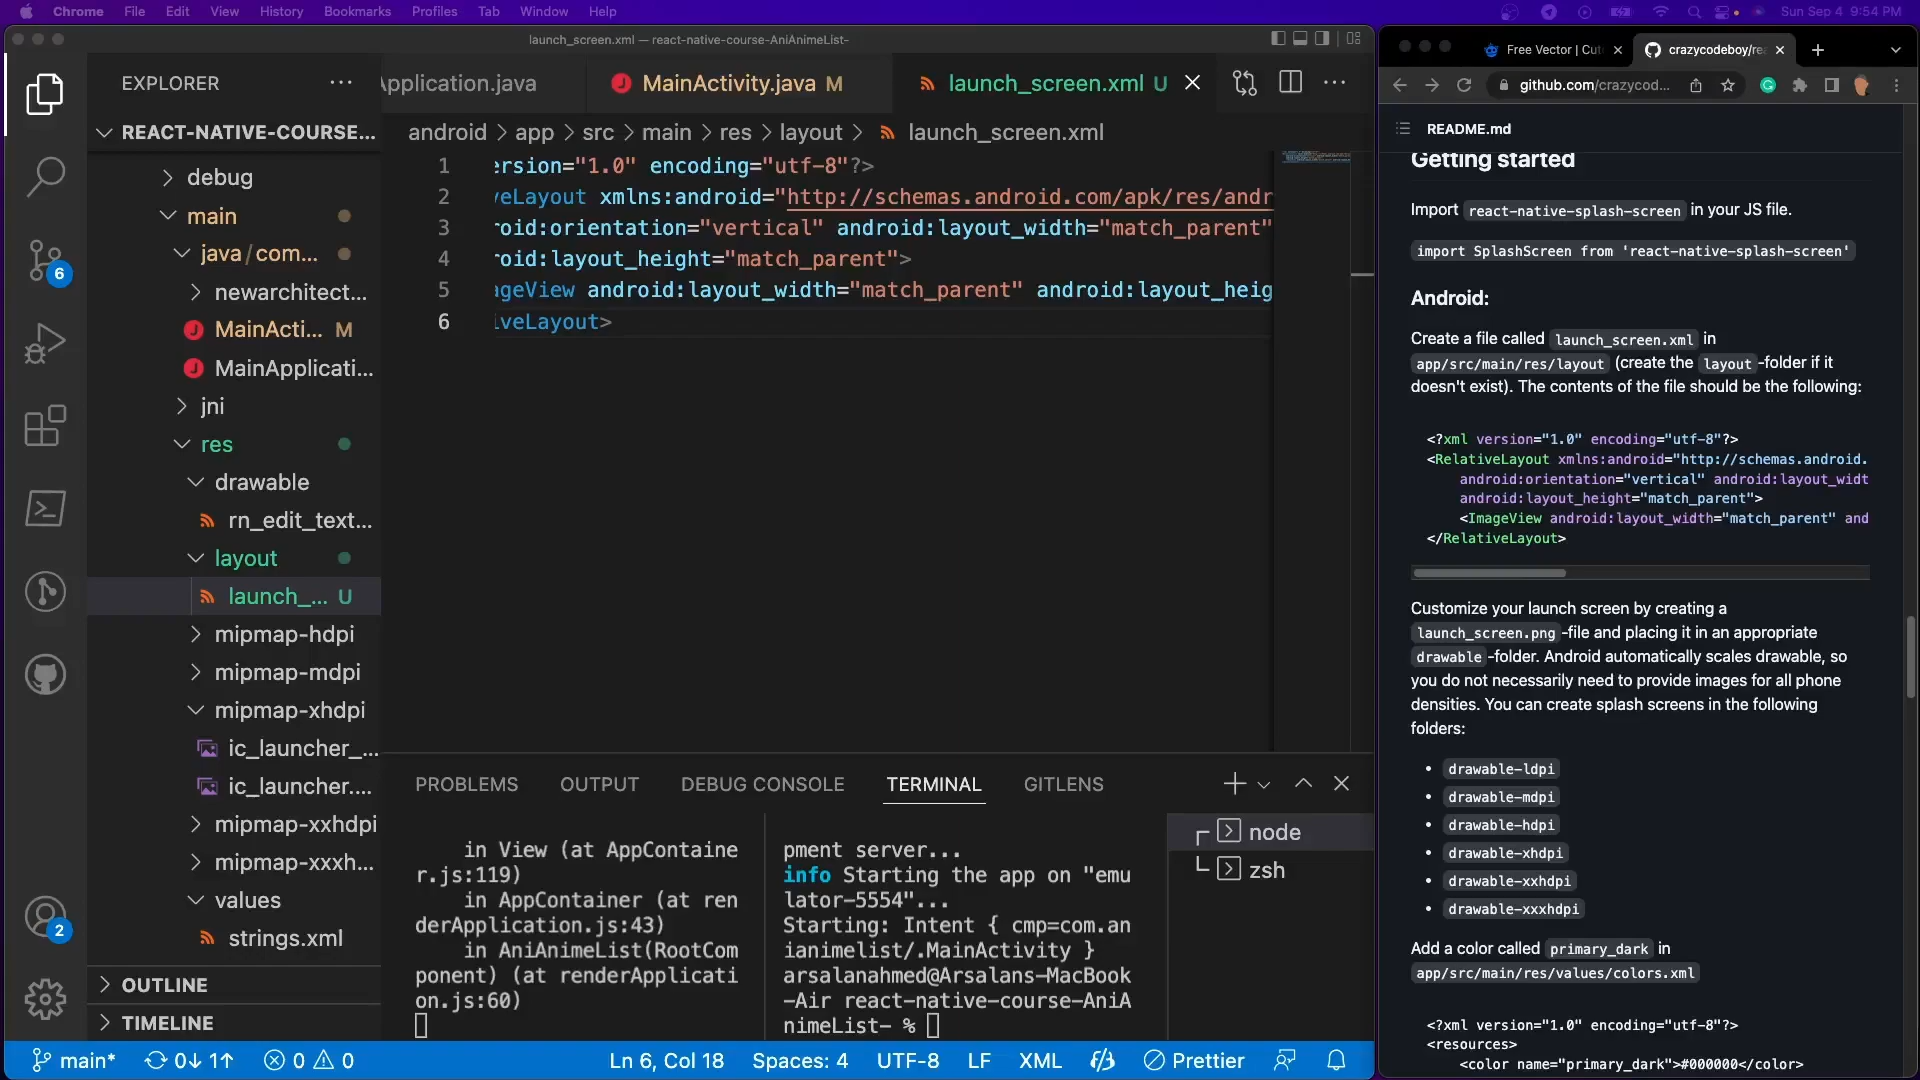 Chrome File Edit View History Bookmarks Profiles Tab Window Help
Sun Sep 4 9:54 PM
launch_screen.xml — react-native-course-AniAnimeList-
EXPLORER
REACT-NATIVE-COURSE...
debug
main
java/com...
newarchitect...
MainActi... M
MainApplicati...
jni
res
drawable
rn_edit_text...
layout
launch_... U
mipmap-hdpi
mipmap-mdpi
mipmap-xhdpi
ic_launcher_...
ic_launcher....
mipmap-xxhdpi
mipmap-xxxh...
values
strings.xml
OUTLINE
TIMELINE
6
2
Application.java
MainActivity.java M
launch_screen.xml U
android > app > src > main > res > layout > launch_screen.xml
1 ersion="1.0" encoding="utf-8"?>
2 veLayout xmlns:android="http://schemas.android.com/apk/res/andr
3 roid:orientation="vertical" android:layout_width="match_parent"
4 roid:layout_height="match_parent">
5 ageView android:layout_width="match_parent" android:layout_heig
6 iveLayout>
PROBLEMS OUTPUT DEBUG CONSOLE TERMINAL GITLENS
in View (at AppContaine
r.js:119)
in AppContainer (at ren
derApplication.js:43)
in AniAnimeList(RootCom
ponent) (at renderApplicati
on.js:60)
pment server...
info Starting the app on "emu
lator-5554"...
Starting: Intent { cmp=com.an
ianimelist/.MainActivity }
arsalanahmed@Arsalans-MacBook
-Air react-native-course-AniA
nimeList- %
node
zsh
main* 0↓ 1↑ 0 0 Ln 6, Col 18 Spaces: 4 UTF-8 LF XML Prettier
Free Vector | Cut
crazycodeboy/rea
github.com/crazycod...
README.md
Getting started
Import react-native-splash-screen in your JS file.
import SplashScreen from 'react-native-splash-screen'
Android:
Create a file called launch_screen.xml in
app/src/main/res/layout (create the layout -folder if it
doesn't exist). The contents of the file should be the following:
<?xml version="1.0" encoding="utf-8"?>
<RelativeLayout xmlns:android="http://schemas.android.
android:orientation="vertical" android:layout_widt
android:layout_height="match_parent">
<ImageView android:layout_width="match_parent" and
</RelativeLayout>
Customize your launch screen by creating a
launch_screen.png -file and placing it in an appropriate
drawable -folder. Android automatically scales drawable, so
you do not necessarily need to provide images for all phone
densities. You can create splash screens in the following
folders:
• drawable-ldpi
• drawable-mdpi
• drawable-hdpi
• drawable-xhdpi
• drawable-xxhdpi
• drawable-xxxhdpi
Add a color called primary_dark in
app/src/main/res/values/colors.xml
<?xml version="1.0" encoding="utf-8"?>
<resources>
<color name="primary_dark">#000000</color>